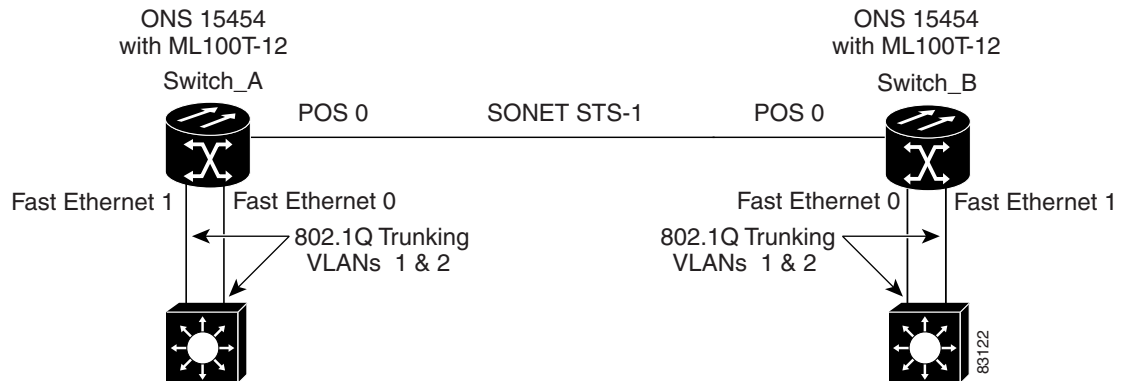 ONS 15454
with ML100T-12
Switch_A
ONS 15454
with ML100T-12
Switch_B
POS 0
SONET STS-1
POS 0
Fast Ethernet 1
Fast Ethernet 0
Fast Ethernet 0
Fast Ethernet 1
802.1Q Trunking
VLANs 1 & 2
802.1Q Trunking
VLANs 1 & 2
83122